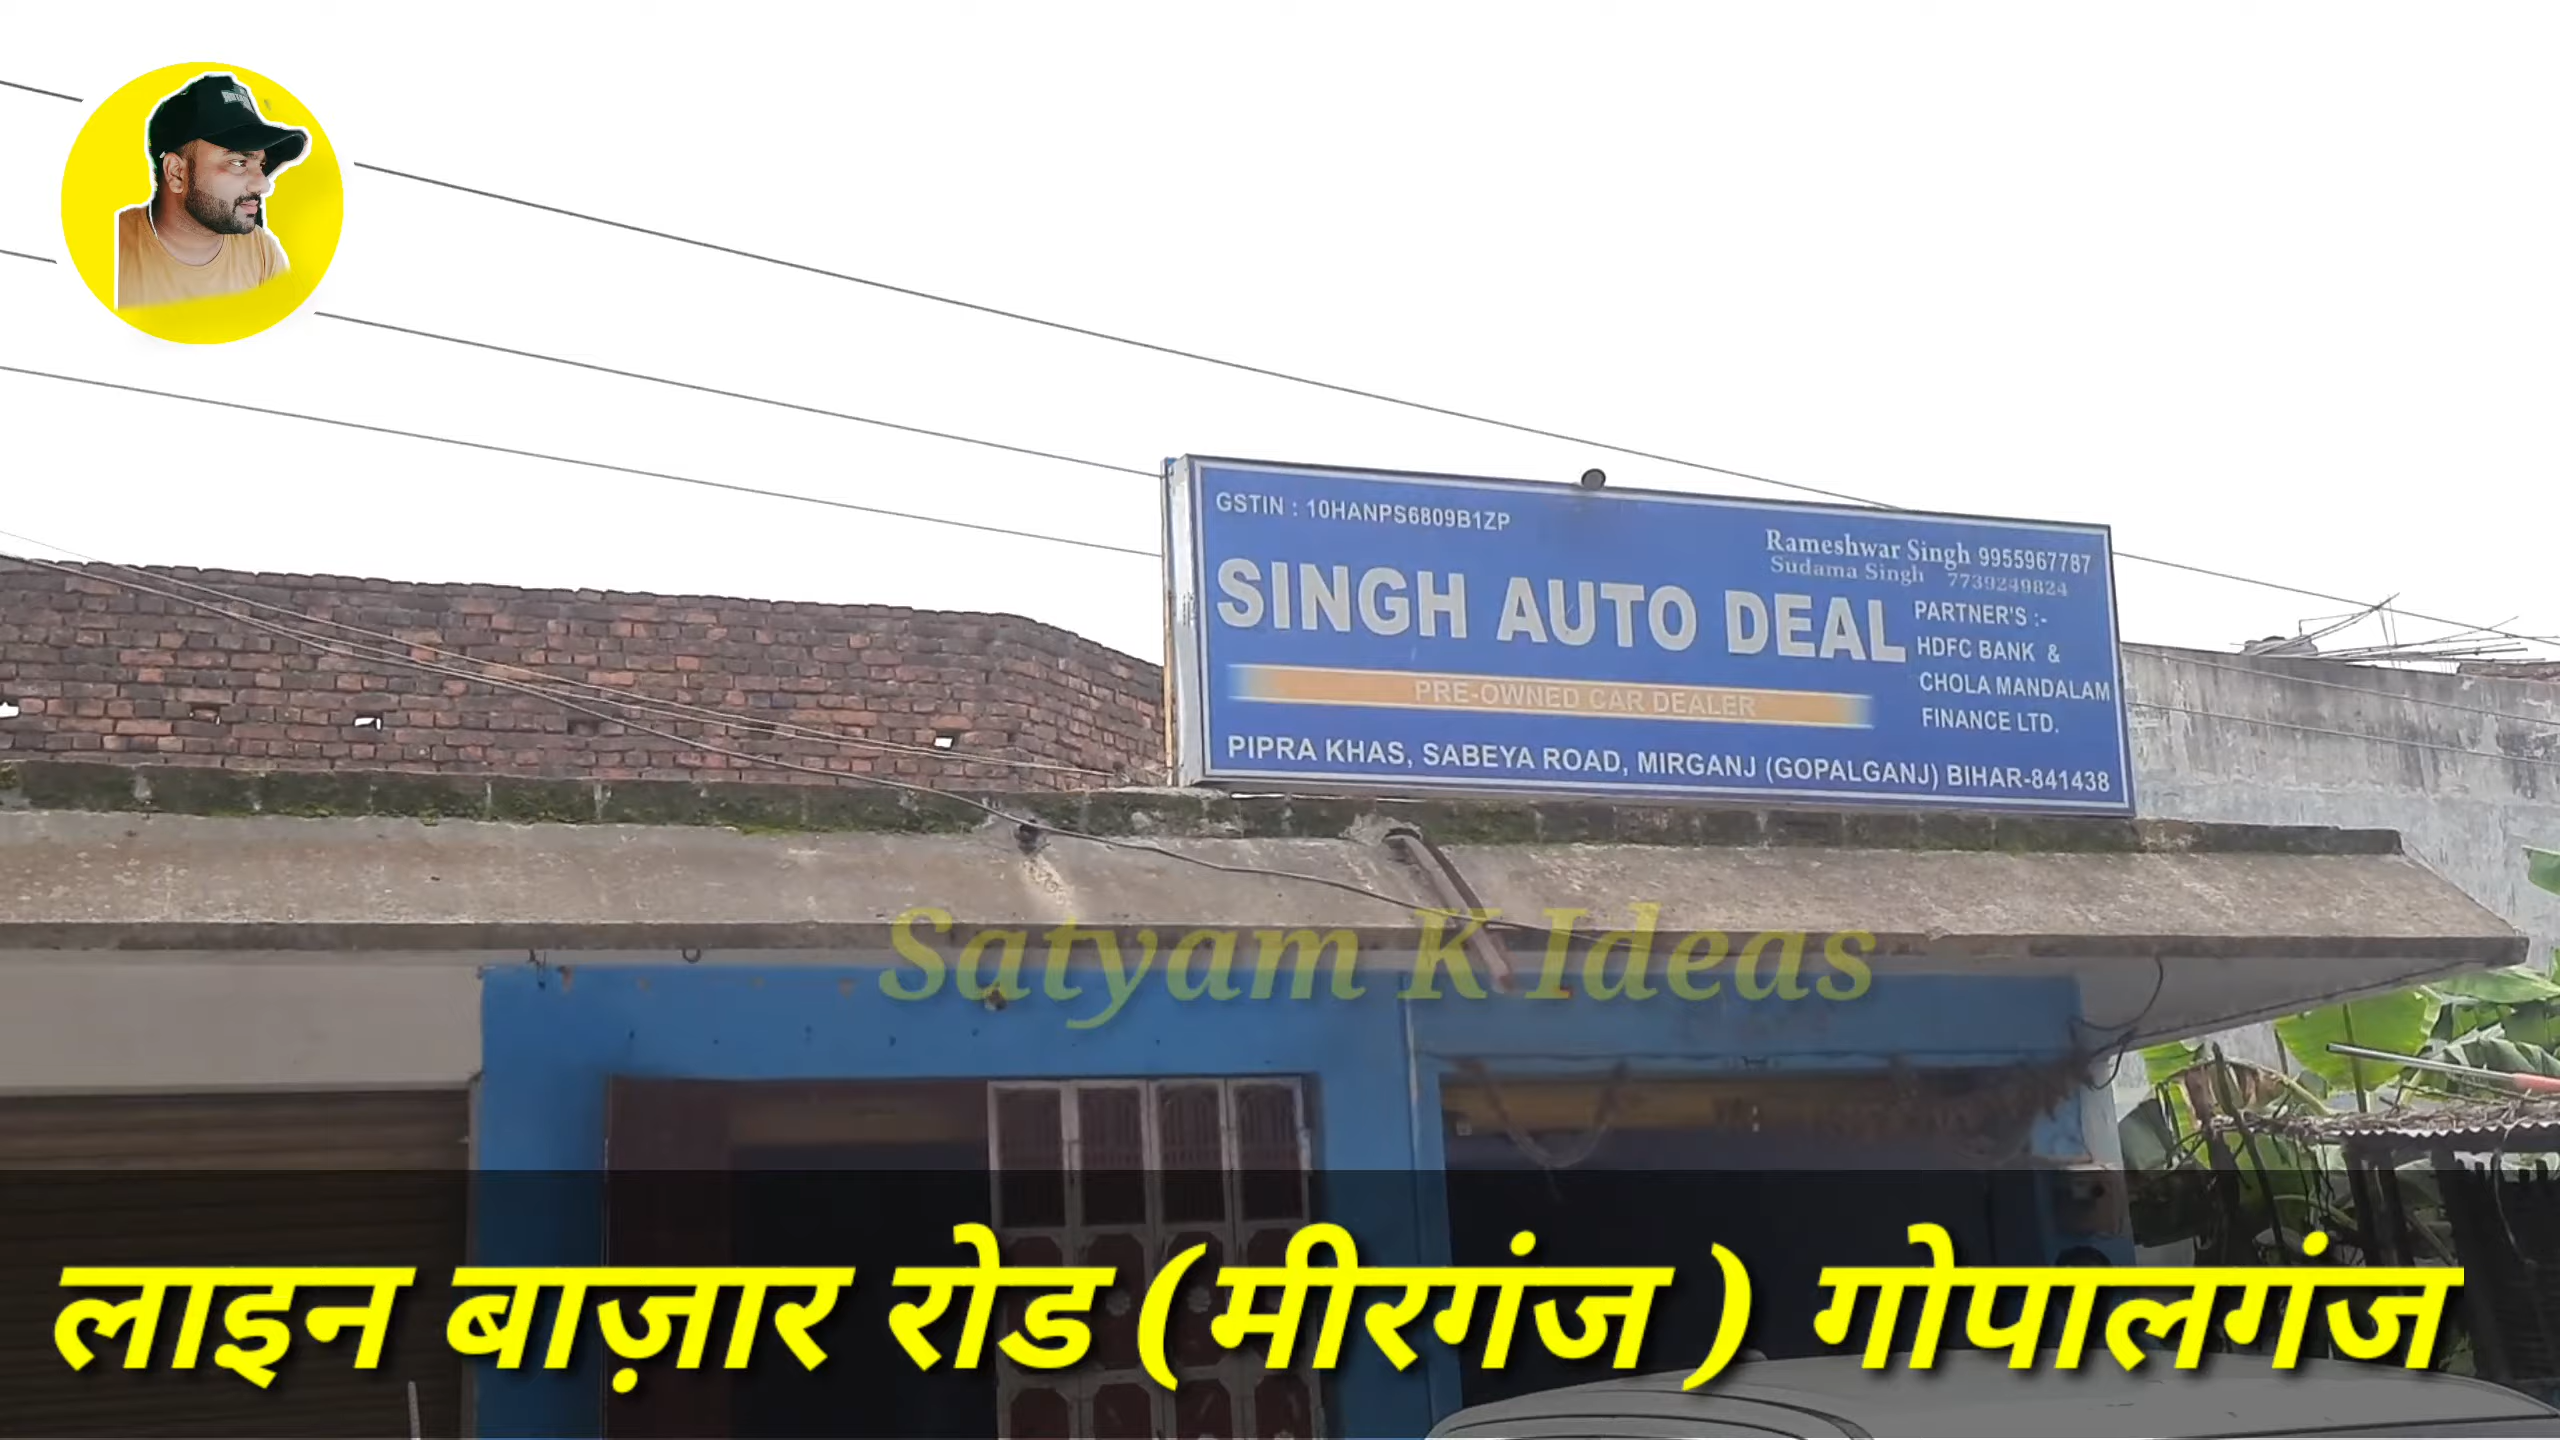 GSTIN : 10HANPS6809B1ZP
Rameshwar Singh 9955967787
Sudama Singh 7739249824
SINGH AUTO DEAL
PARTNER'S :-
HDFC BANK &
CHOLA MANDALAM
FINANCE LTD.
PRE-OWNED CAR DEALER
PIPRA KHAS, SABEYA ROAD, MIRGANJ (GOPALGANJ) BIHAR-841438
Satyam K Ideas
लाइन बाज़ार रोड (मीरगंज ) गोपालगंज